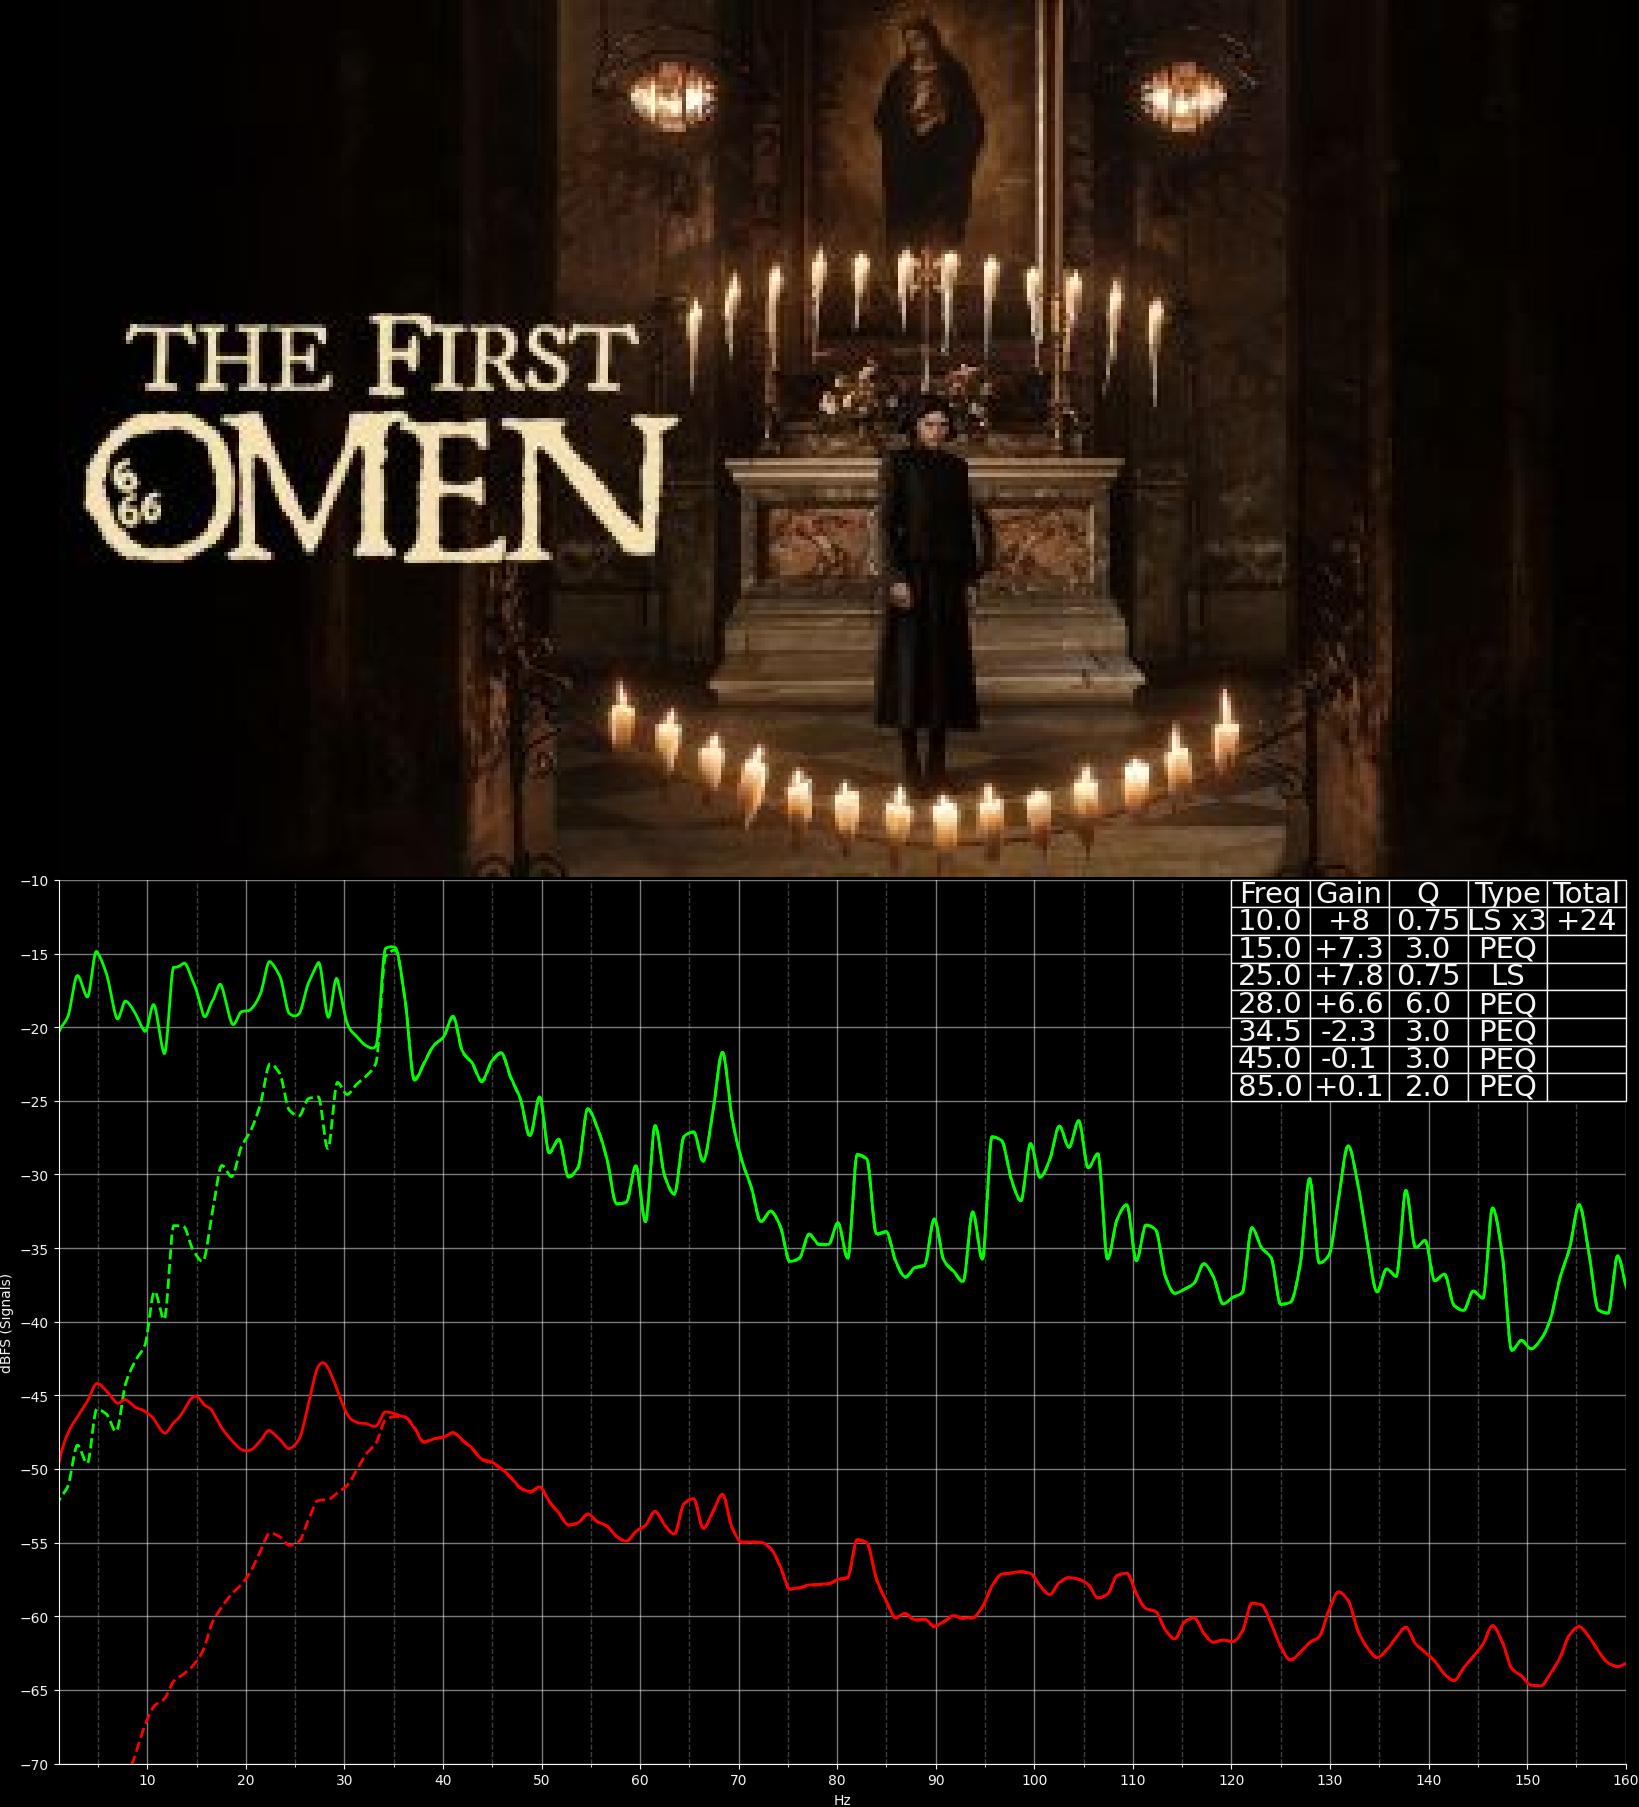 THE FIRST
OMEN
6
66
Freq Gain Q Type Total
10.0 +8 0.75 LS x3 +24
15.0 +7.3 3.0 PEQ
25.0 +7.8 0.75 LS
28.0 +6.6 6.0 PEQ
34.5 -2.3 3.0 PEQ
45.0 -0.1 3.0 PEQ
85.0 +0.1 2.0 PEQ
−10
−15
−20
−25
−30
−35
−40
−45
−50
−55
−60
−65
−70
dBFS (Signals)
10 20 30 40 50 60 70 80 90 100 110 120 130 140 150 160
Hz